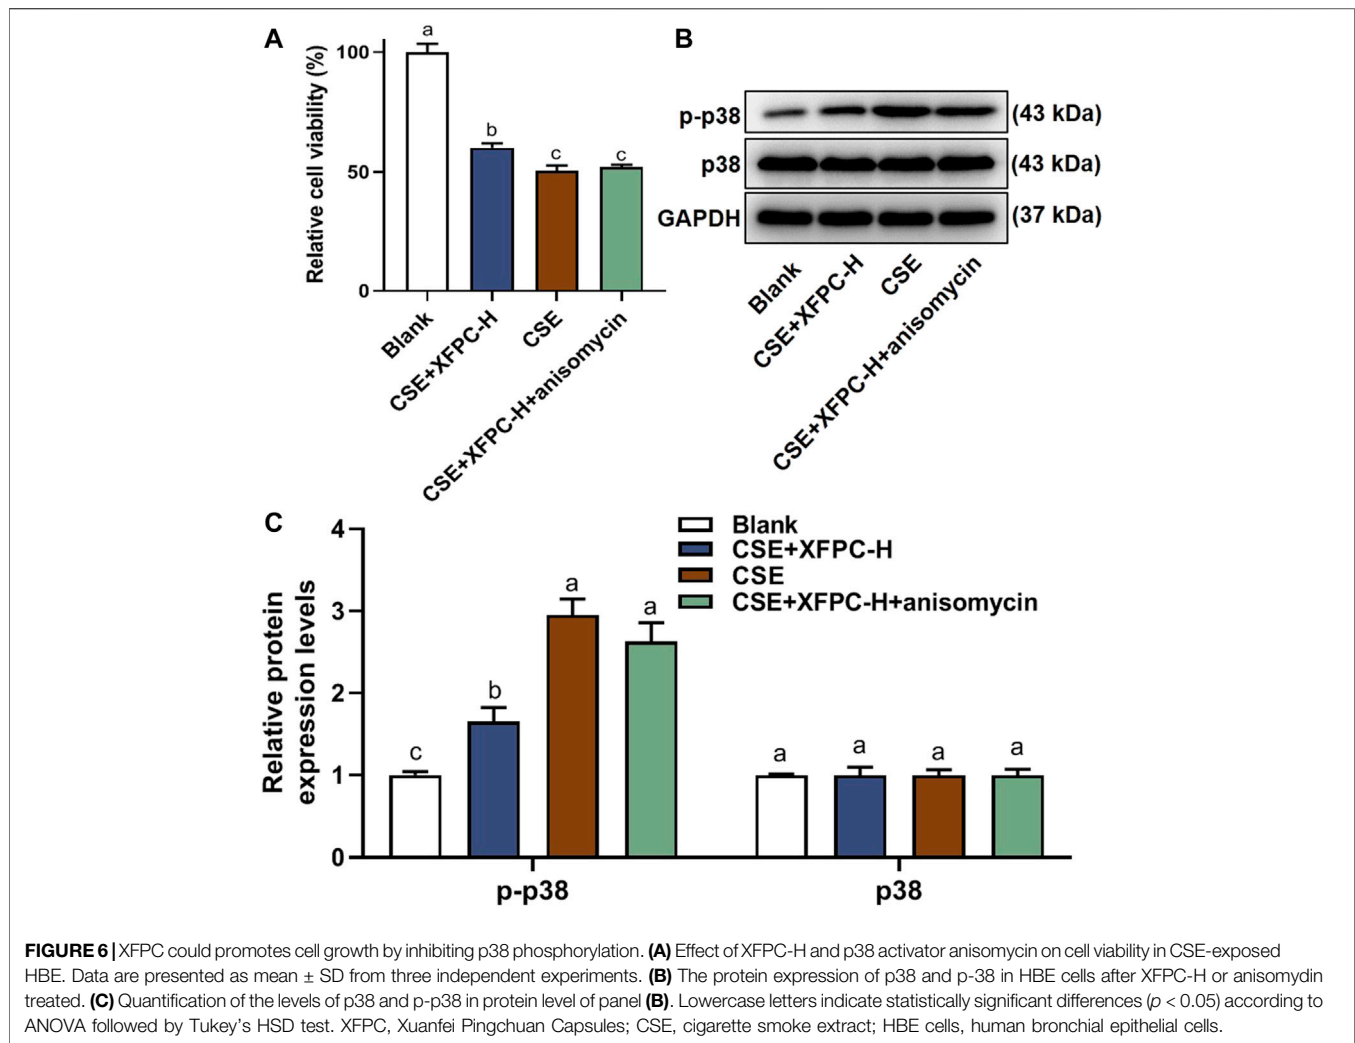 A
Relative cell viability (%)
100
50
0
a
b
c
c
Blank
CSE+XFPC-H
CSE
CSE+XFPC-H+anisomycin
B
p-p38
(43 kDa)
p38
(43 kDa)
GAPDH
(37 kDa)
Blank
CSE+XFPC-H
CSE
CSE+XFPC-H+anisomycin
C
Relative protein
expression levels
4
3
2
1
0
Blank
CSE+XFPC-H
CSE
CSE+XFPC-H+anisomycin
c
b
a
a
a
a
a
a
p-p38
p38
FIGURE 6 | XFPC could promotes cell growth by inhibiting p38 phosphorylation. (A) Effect of XFPC-H and p38 activator anisomycin on cell viability in CSE-exposed
HBE. Data are presented as mean ± SD from three independent experiments. (B) The protein expression of p38 and p-38 in HBE cells after XFPC-H or anisomydin
treated. (C) Quantification of the levels of p38 and p-p38 in protein level of panel (B). Lowercase letters indicate statistically significant differences (p < 0.05) according to
ANOVA followed by Tukey's HSD test. XFPC, Xuanfei Pingchuan Capsules; CSE, cigarette smoke extract; HBE cells, human bronchial epithelial cells.